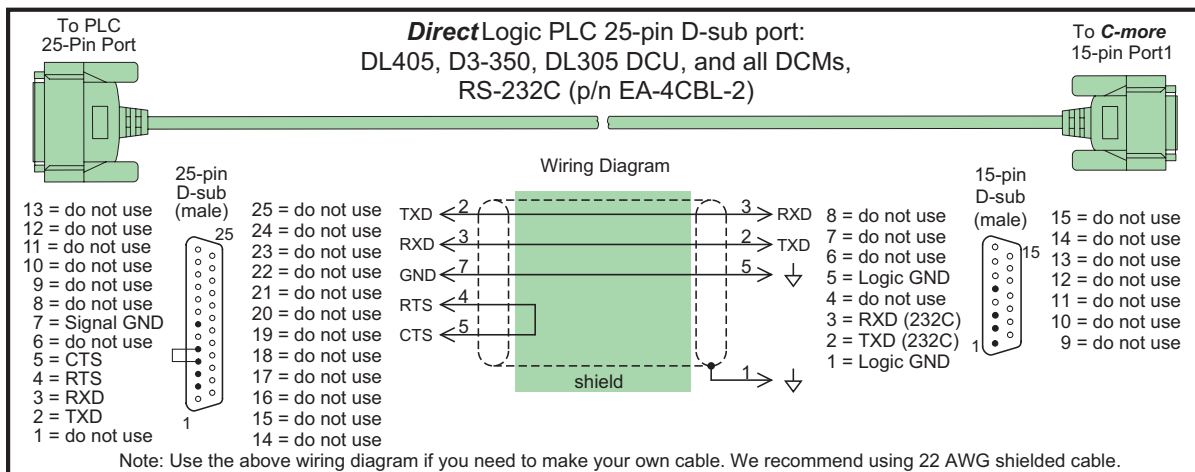 To PLC
25-Pin Port
DirectLogic PLC 25-pin D-sub port:
DL405, D3-350, DL305 DCU, and all DCMs,
RS-232C (p/n EA-4CBL-2)
To C-more
15-pin Port1
25-pin
D-sub
(male)
13 = do not use
12 = do not use
11 = do not use
10 = do not use
9 = do not use
8 = do not use
7 = Signal GND
6 = do not use
5 = CTS
4 = RTS
3 = RXD
2 = TXD
1 = do not use
25
1
25 = do not use
24 = do not use
23 = do not use
22 = do not use
21 = do not use
20 = do not use
19 = do not use
18 = do not use
17 = do not use
16 = do not use
15 = do not use
14 = do not use
Wiring Diagram
TXD 2 3 RXD
RXD 3 2 TXD
GND 7 5
RTS 4
CTS 5
shield 1
8 = do not use
7 = do not use
6 = do not use
5 = Logic GND
4 = do not use
3 = RXD (232C)
2 = TXD (232C)
1 = Logic GND
15-pin
D-sub
(male)
15
1
15 = do not use
14 = do not use
13 = do not use
12 = do not use
11 = do not use
10 = do not use
9 = do not use
Note: Use the above wiring diagram if you need to make your own cable. We recommend using 22 AWG shielded cable.